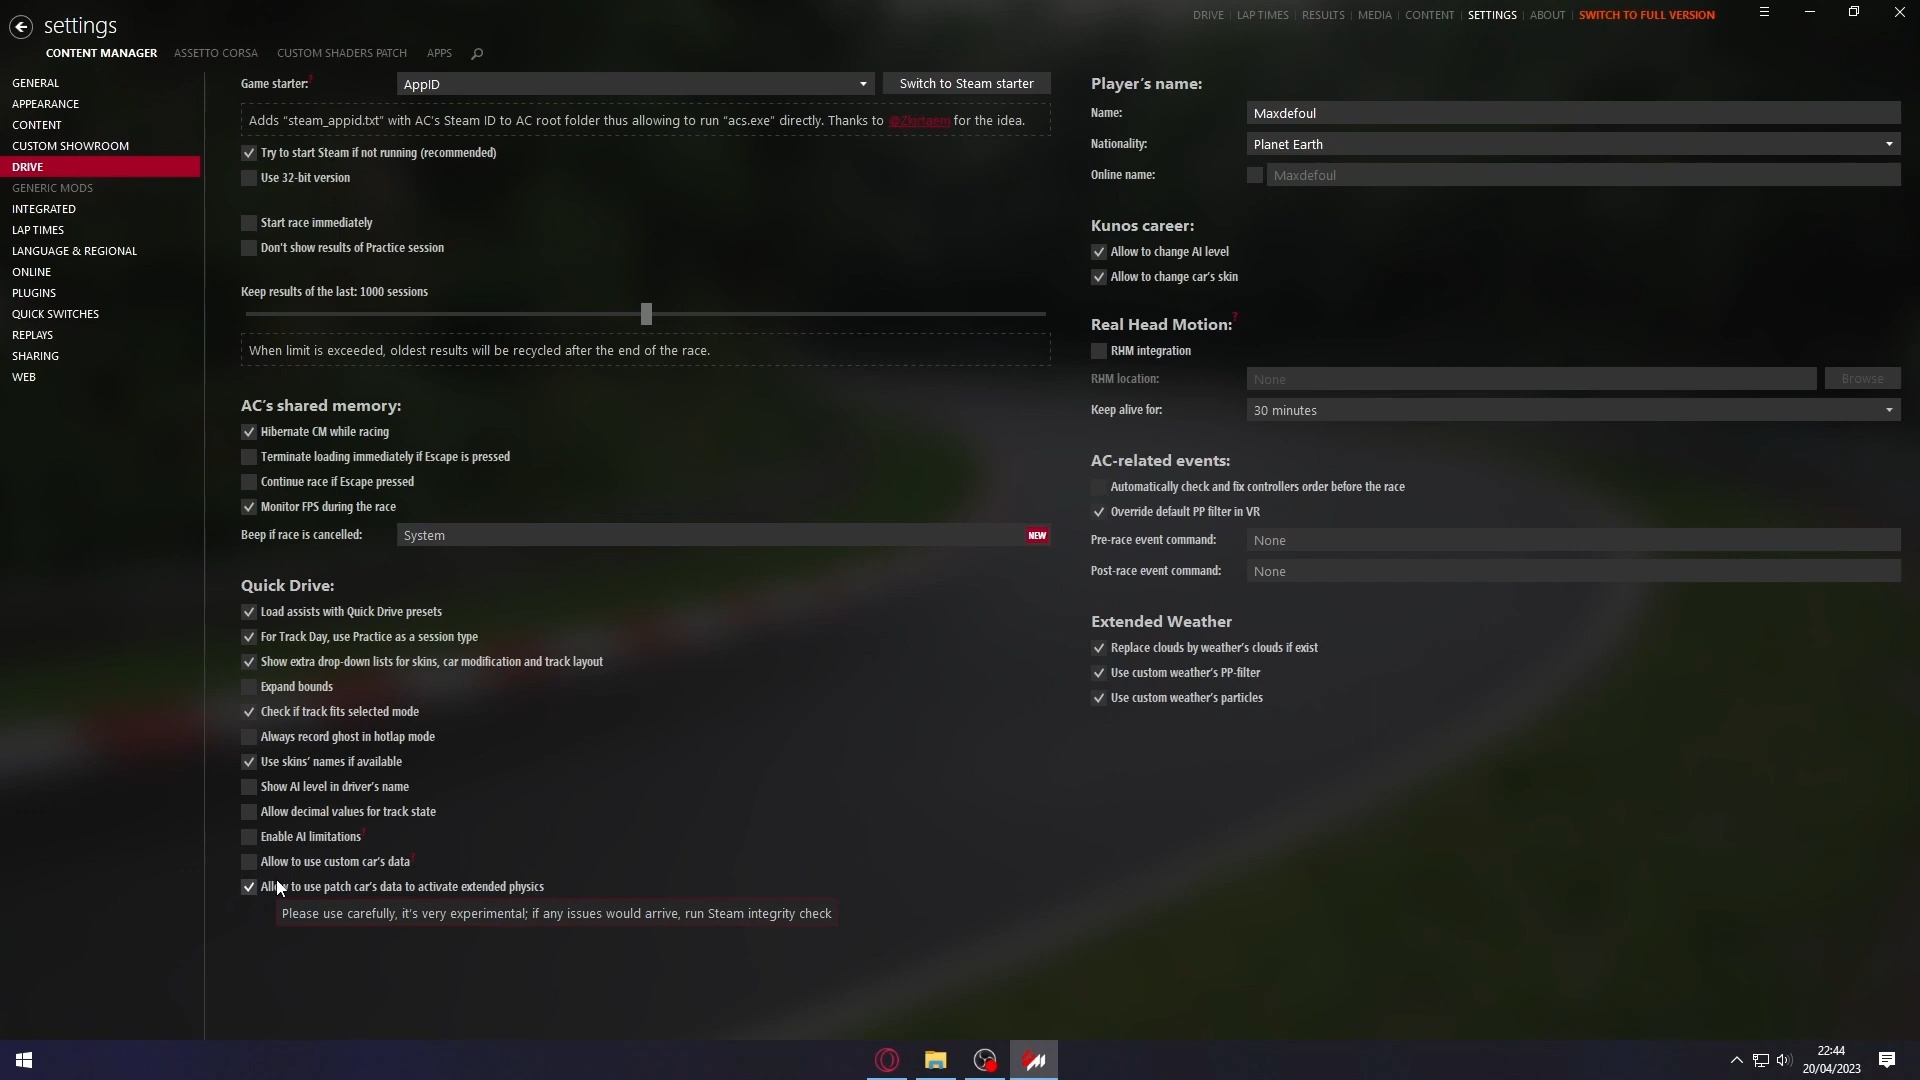 settings
DRIVE
LAP TIMES
RESULTS
MEDIA
CONTENT
SETTINGS
ABOUT
SWITCH TO FULL VERSION
CONTENT MANAGER
ASSETTO CORSA
CUSTOM SHADERS PATCH
APPS
GENERAL
APPEARANCE
CONTENT
CUSTOM SHOWROOM
DRIVE
GENERIC MODS
INTEGRATED
LAP TIMES
LANGUAGE & REGIONAL
ONLINE
PLUGINS
QUICK SWITCHES
REPLAYS
SHARING
WEB
Game starter:?
AppID
Switch to Steam starter
Adds “steam_appid.txt” with AC's Steam ID to AC root folder thus allowing to run “acs.exe” directly. Thanks to @Zkirtaem for the idea.
Try to start Steam if not running (recommended)
Use 32-bit version
Start race immediately
Don't show results of Practice session
Keep results of the last: 1000 sessions
When limit is exceeded, oldest results will be recycled after the end of the race.
AC's shared memory:
Hibernate CM while racing
Terminate loading immediately if Escape is pressed
Continue race if Escape pressed
Monitor FPS during the race
Beep if race is cancelled:
System
NEW
Quick Drive:
Load assists with Quick Drive presets
For Track Day, use Practice as a session type
Show extra drop-down lists for skins, car modification and track layout
Expand bounds
Check if track fits selected mode
Always record ghost in hotlap mode
Use skins' names if available
Show AI level in driver's name
Allow decimal values for track state
Enable AI limitations?
Allow to use custom car's data?
Allow to use patch car's data to activate extended physics
Please use carefully, it's very experimental; if any issues would arrive, run Steam integrity check
Player's name:
Name:
Maxdefoul
Nationality:
Planet Earth
Online name:
Maxdefoul
Kunos career:
Allow to change AI level
Allow to change car's skin
Real Head Motion:?
RHM integration
RHM location:
None
Browse
Keep alive for:
30 minutes
AC-related events:
Automatically check and fix controllers order before the race
Override default PP filter in VR
Pre-race event command:
None
Post-race event command:
None
Extended Weather
Replace clouds by weather's clouds if exist
Use custom weather's PP-filter
Use custom weather's particles
22:44
20/04/2023